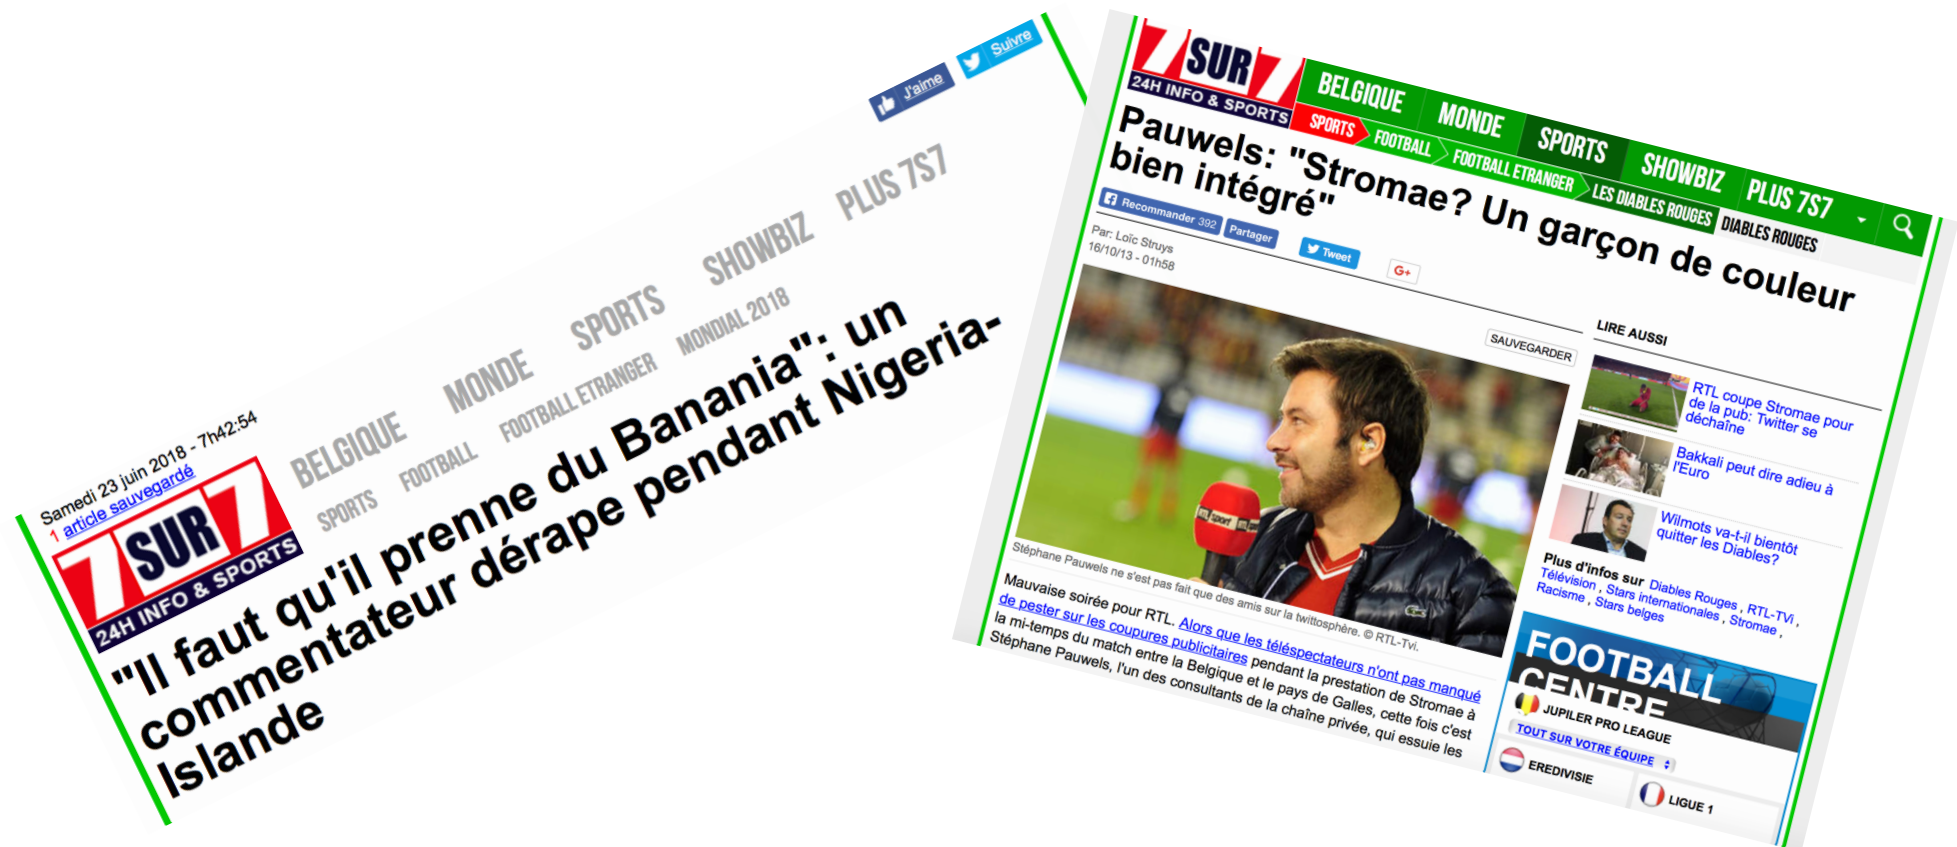 J'aime
Suivre
Samedi 23 juin 2018 - 7h42:54
1 article sauvegardé
7 SUR 7
24H INFO & SPORTS
BELGIQUE MONDE SPORTS SHOWBIZ PLUS 7S7
SPORTS FOOTBALL FOOTBALL ETRANGER MONDIAL 2018
"Il faut qu'il prenne du Banania": un
commentateur dérape pendant Nigeria-
Islande
7 SUR 7
24H INFO & SPORTS
BELGIQUE MONDE SPORTS SHOWBIZ PLUS 7S7
SPORTS FOOTBALL FOOTBALL ETRANGER LES DIABLES ROUGES DIABLES ROUGES
Pauwels: "Stromae? Un garçon de couleur
bien intégré"
Recommander 392
Partager
Tweet
G+
Par: Loïc Struys
16/10/13 - 01h58
SAUVEGARDER
RTL sport
Stéphane Pauwels ne s'est pas fait que des amis sur la twittosphère. © RTL-Tvi.
Mauvaise soirée pour RTL. Alors que les téléspectateurs n'ont pas manqué
de pester sur les coupures publicitaires pendant la prestation de Stromae à
la mi-temps du match entre la Belgique et le pays de Galles, cette fois c'est
Stéphane Pauwels, l'un des consultants de la chaîne privée, qui essuie les
LIRE AUSSI
RTL coupe Stromae pour
de la pub: Twitter se
déchaîne
Bakkali peut dire adieu à
l'Euro
Wilmots va-t-il bientôt
quitter les Diables?
Plus d'infos sur Diables Rouges , RTL-TVi ,
Télévision , Stars internationales , Stromae ,
Racisme , Stars belges
FOOTBALL
CENTRE
JUPILER PRO LEAGUE
TOUT SUR VOTRE ÉQUIPE
EREDIVISIE
LIGUE 1